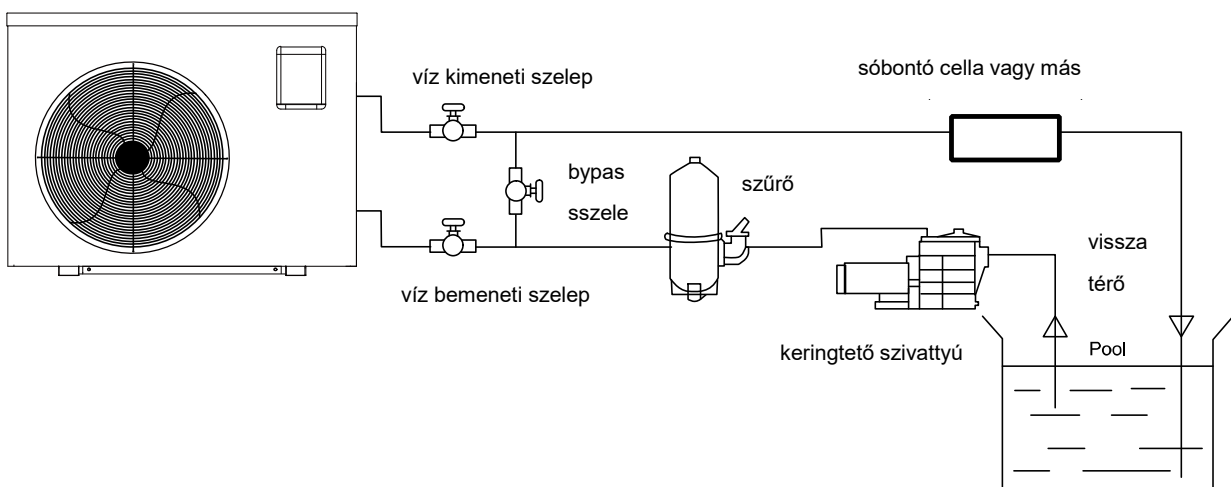 víz kimeneti szelep
sóbontó cella vagy más
bypas
sszele
szűrő
vissza
térő
víz bemeneti szelep
keringtető szivattyú
Pool